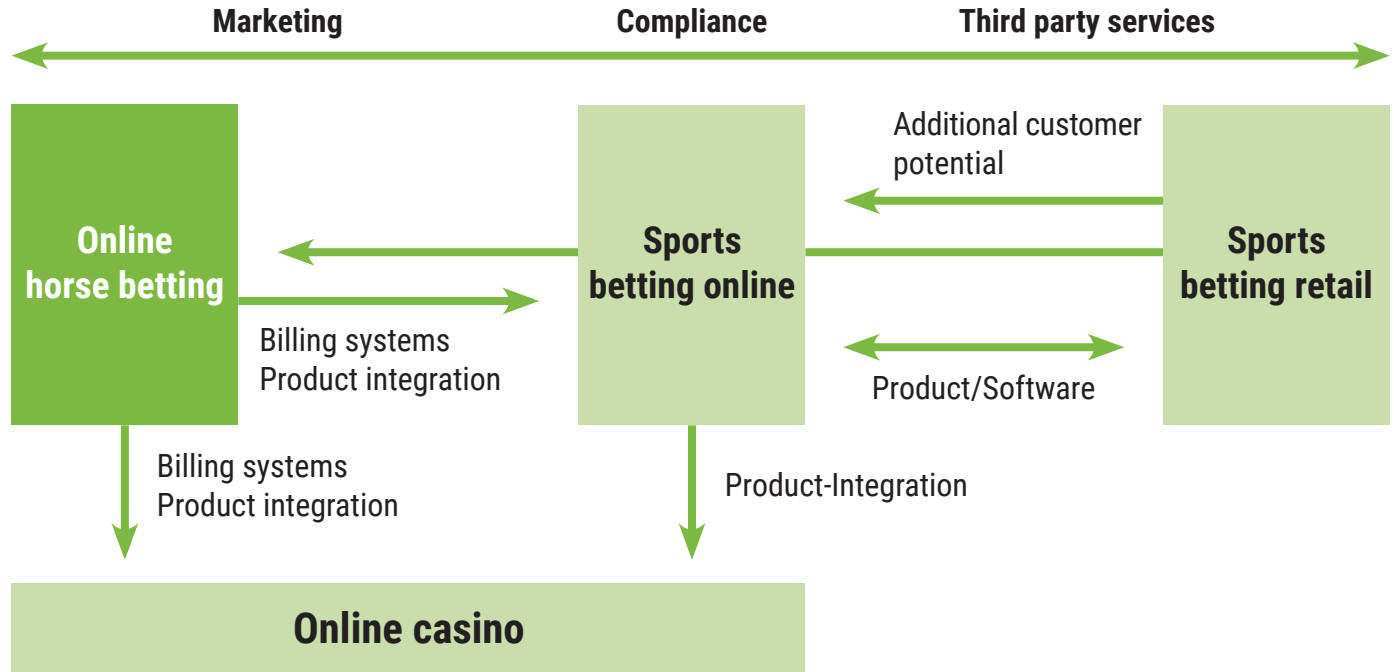 Marketing
Compliance
Third party services
Additional customer
potential
Online
horse betting
Sports
betting online
Sports
betting retail
Billing systems
Product integration
Product/Software
Billing systems
Product integration
Product-Integration
Online casino